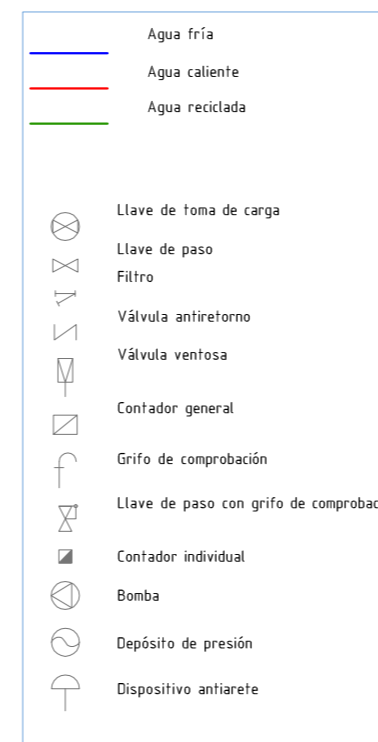 Agua fría
Agua caliente
Agua reciclada
Llave de toma de carga
Llave de paso
Filtro
Válvula antiretorno
Válvula ventosa
Contador general
Grifo de comprobación
Llave de paso con grifo de comprobac
Contador individual
Bomba
Depósito de presión
Dispositivo antiarete